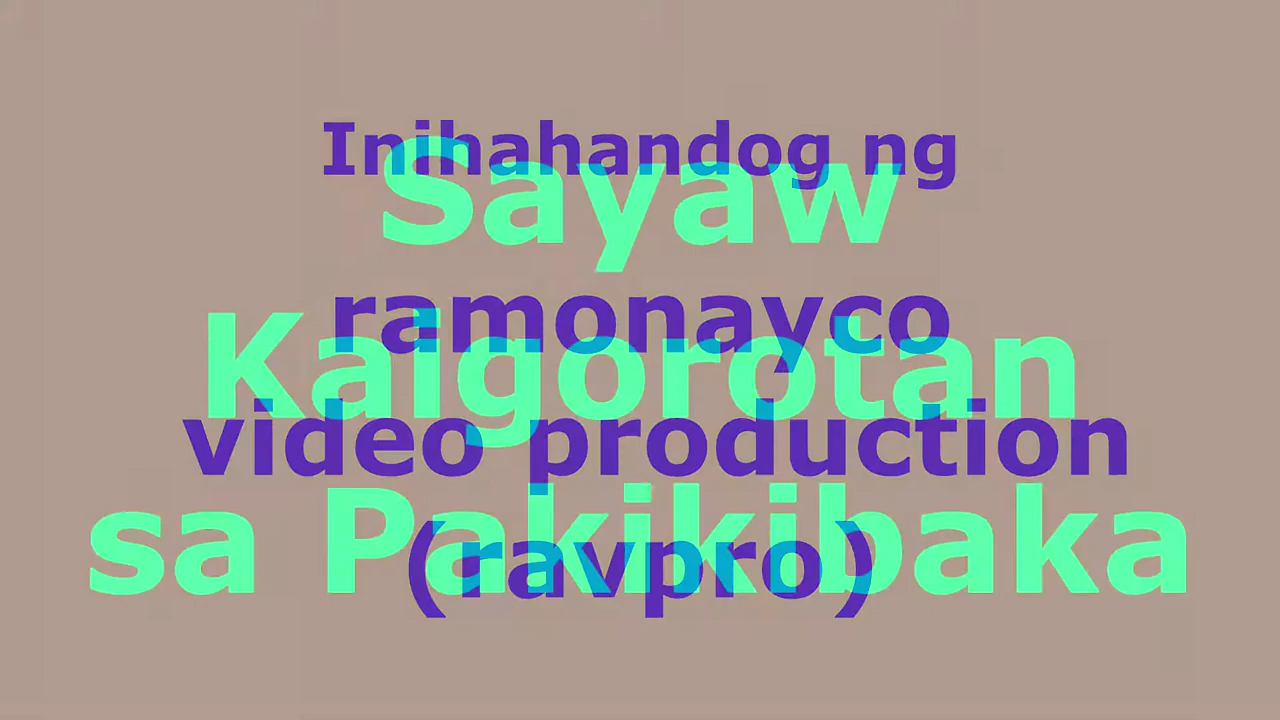 Inihahandog ng
Sayaw
ramonayco
Kaigorotan
video production
sa Pakikibaka
(ravpro)